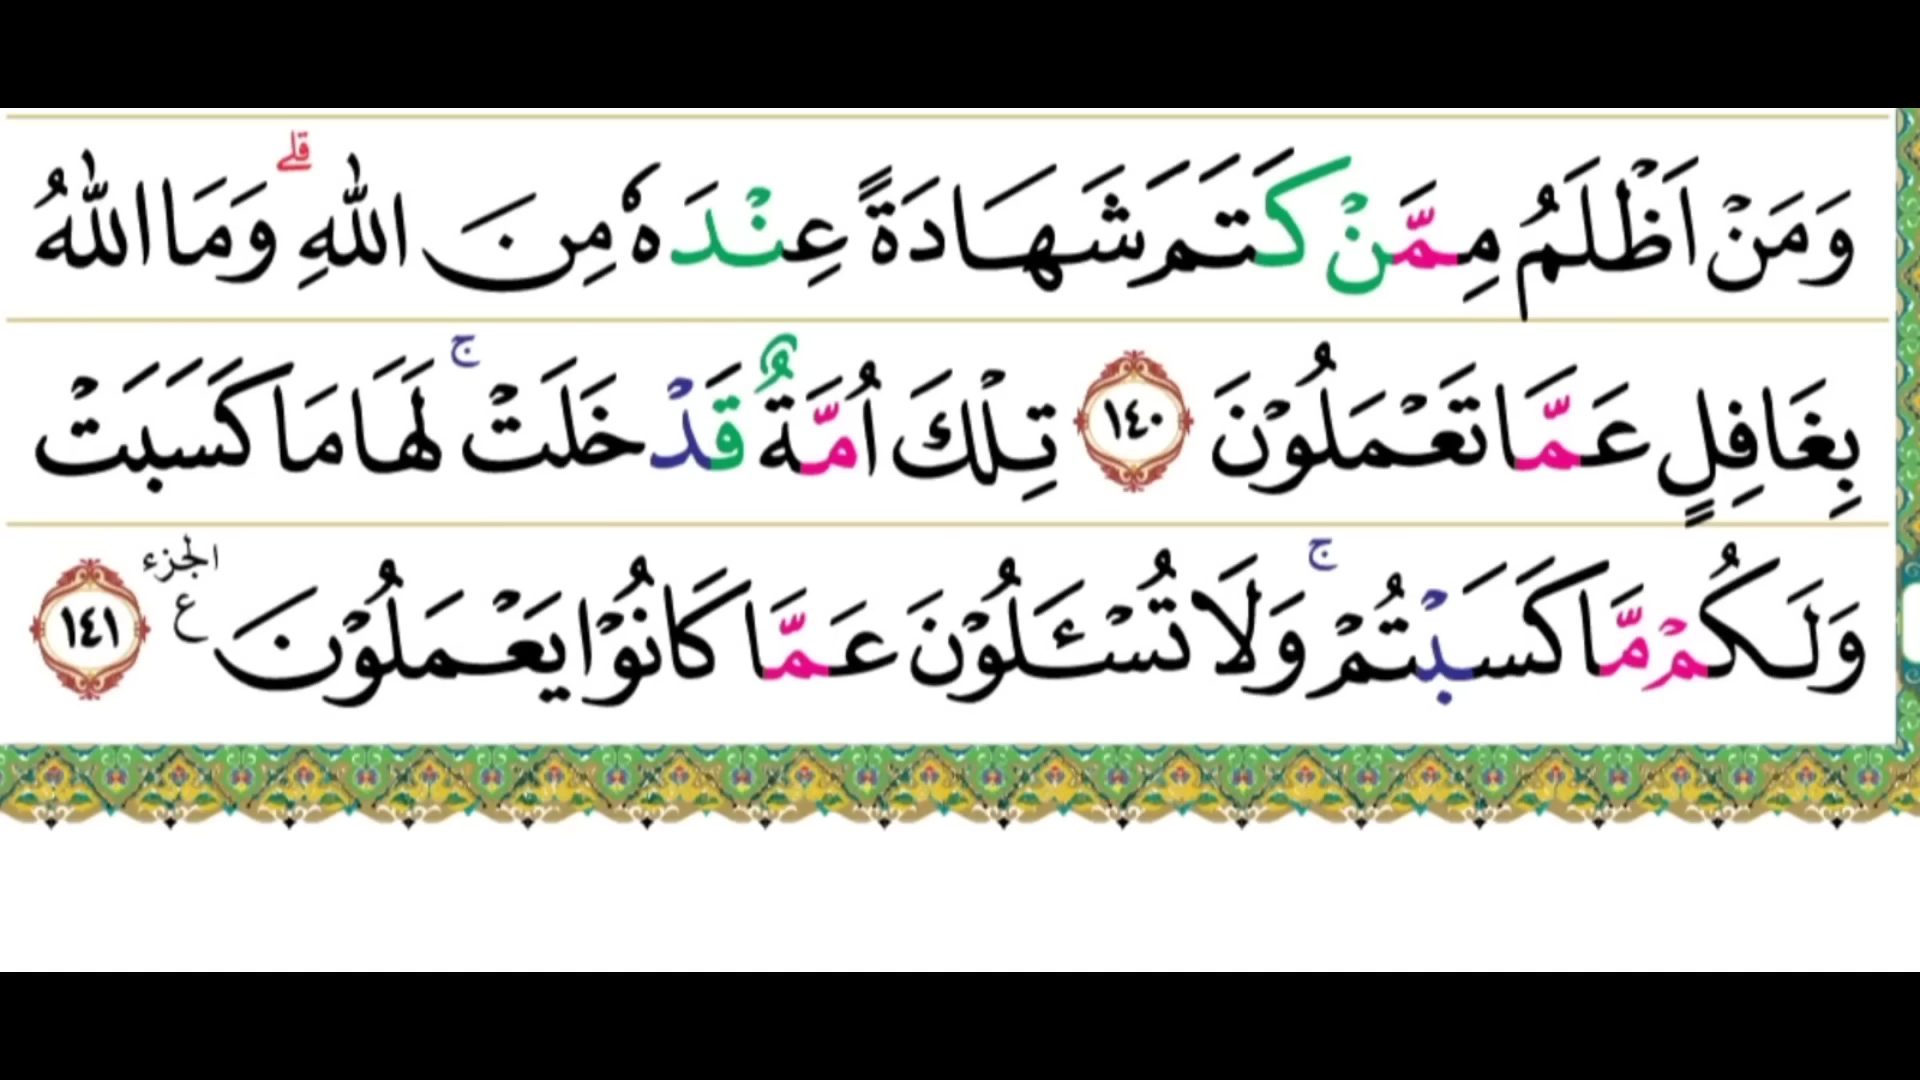 وَمَنْ اَظْلَمُ مِمَّنْ كَتَمَ شَهَادَةً عِنْدَهٗ مِنَ اللّٰهِ ۗ وَمَا اللّٰهُ
بِغَافِلٍ عَمَّا تَعْمَلُوْنَ ١٤٠ تِلْكَ اُمَّةٌ قَدْ خَلَتْ ۚ لَهَا مَا كَسَبَتْ
وَلَكُمْ مَّا كَسَبْتُمْ ۚ وَلَا تُسْـَٔلُوْنَ عَمَّا كَانُوْا يَعْمَلُوْنَ ع الجزء ١٤١